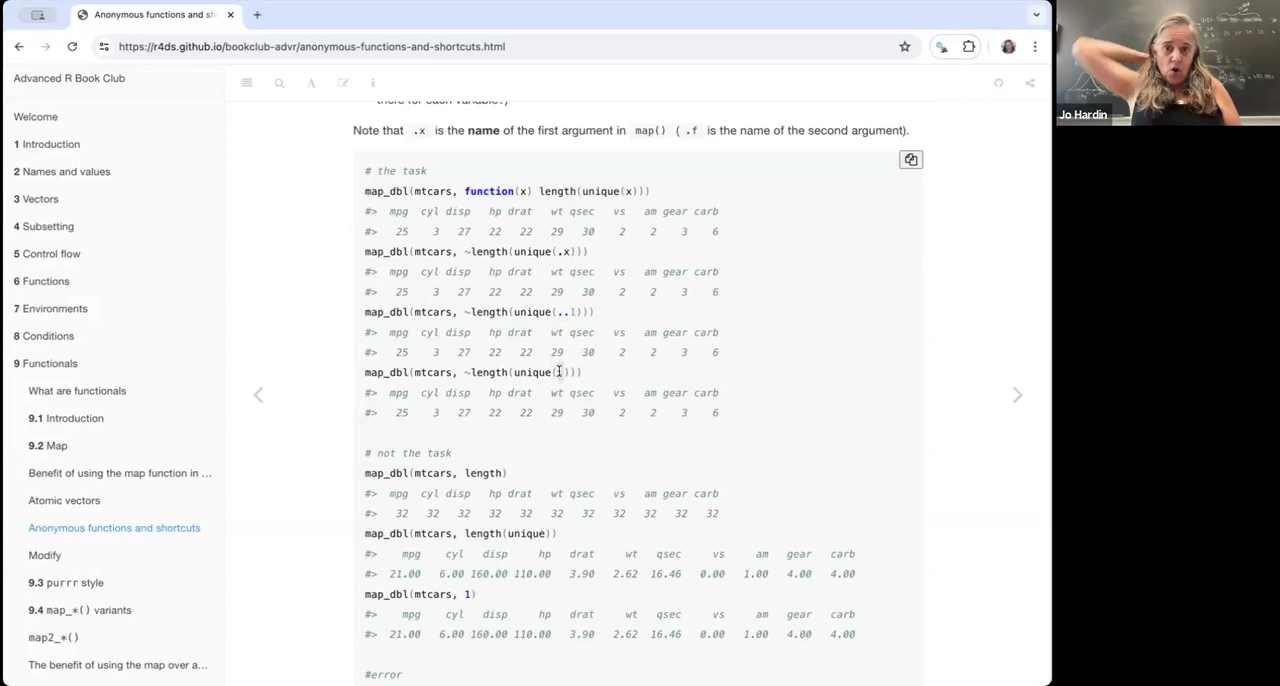 Anonymous functions and sh
https://r4ds.github.io/bookclub-advr/anonymous-functions-and-shortcuts.html
Jo Hardin
Advanced R Book Club
Welcome
1 Introduction
2 Names and values
3 Vectors
4 Subsetting
5 Control flow
6 Functions
7 Environments
8 Conditions
9 Functionals
What are functionals
9.1 Introduction
9.2 Map
Benefit of using the map function in ...
Atomic vectors
Anonymous functions and shortcuts
Modify
9.3 purrr style
9.4 map_*() variants
map2_*()
The benefit of using the map over a...
there for each variable?)
Note that .x is the name of the first argument in map() ( .f is the name of the second argument).
# the task
map_dbl(mtcars, function(x) length(unique(x)))
#> mpg cyl disp hp drat wt qsec vs am gear carb
#> 25 3 27 22 22 29 30 2 2 3 6
map_dbl(mtcars, ~length(unique(.x)))
#> mpg cyl disp hp drat wt qsec vs am gear carb
#> 25 3 27 22 22 29 30 2 2 3 6
map_dbl(mtcars, ~length(unique(..1)))
#> mpg cyl disp hp drat wt qsec vs am gear carb
#> 25 3 27 22 22 29 30 2 2 3 6
map_dbl(mtcars, ~length(unique(.)))
#> mpg cyl disp hp drat wt qsec vs am gear carb
#> 25 3 27 22 22 29 30 2 2 3 6
# not the task
map_dbl(mtcars, length)
#> mpg cyl disp hp drat wt qsec vs am gear carb
#> 32 32 32 32 32 32 32 32 32 32 32
map_dbl(mtcars, length(unique))
#> mpg cyl disp hp drat wt qsec vs am gear carb
#> 21.00 6.00 160.00 110.00 3.90 2.62 16.46 0.00 1.00 4.00 4.00
map_dbl(mtcars, 1)
#> mpg cyl disp hp drat wt qsec vs am gear carb
#> 21.00 6.00 160.00 110.00 3.90 2.62 16.46 0.00 1.00 4.00 4.00
#error